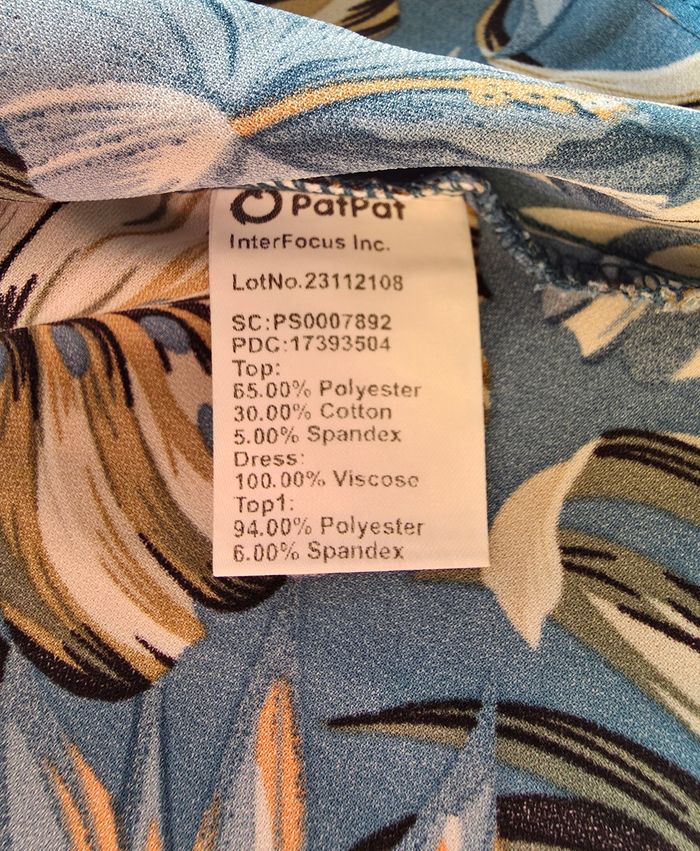 PatPat
InterFocus Inc.
LotNo.23112108
SC:PS0007892
PDC:17393504
Top:
65.00% Polyester
30.00% Cotton
5.00% Spandex
Dress:
100.00% Viscose
Top1:
94.00% Polyester
6.00% Spandex